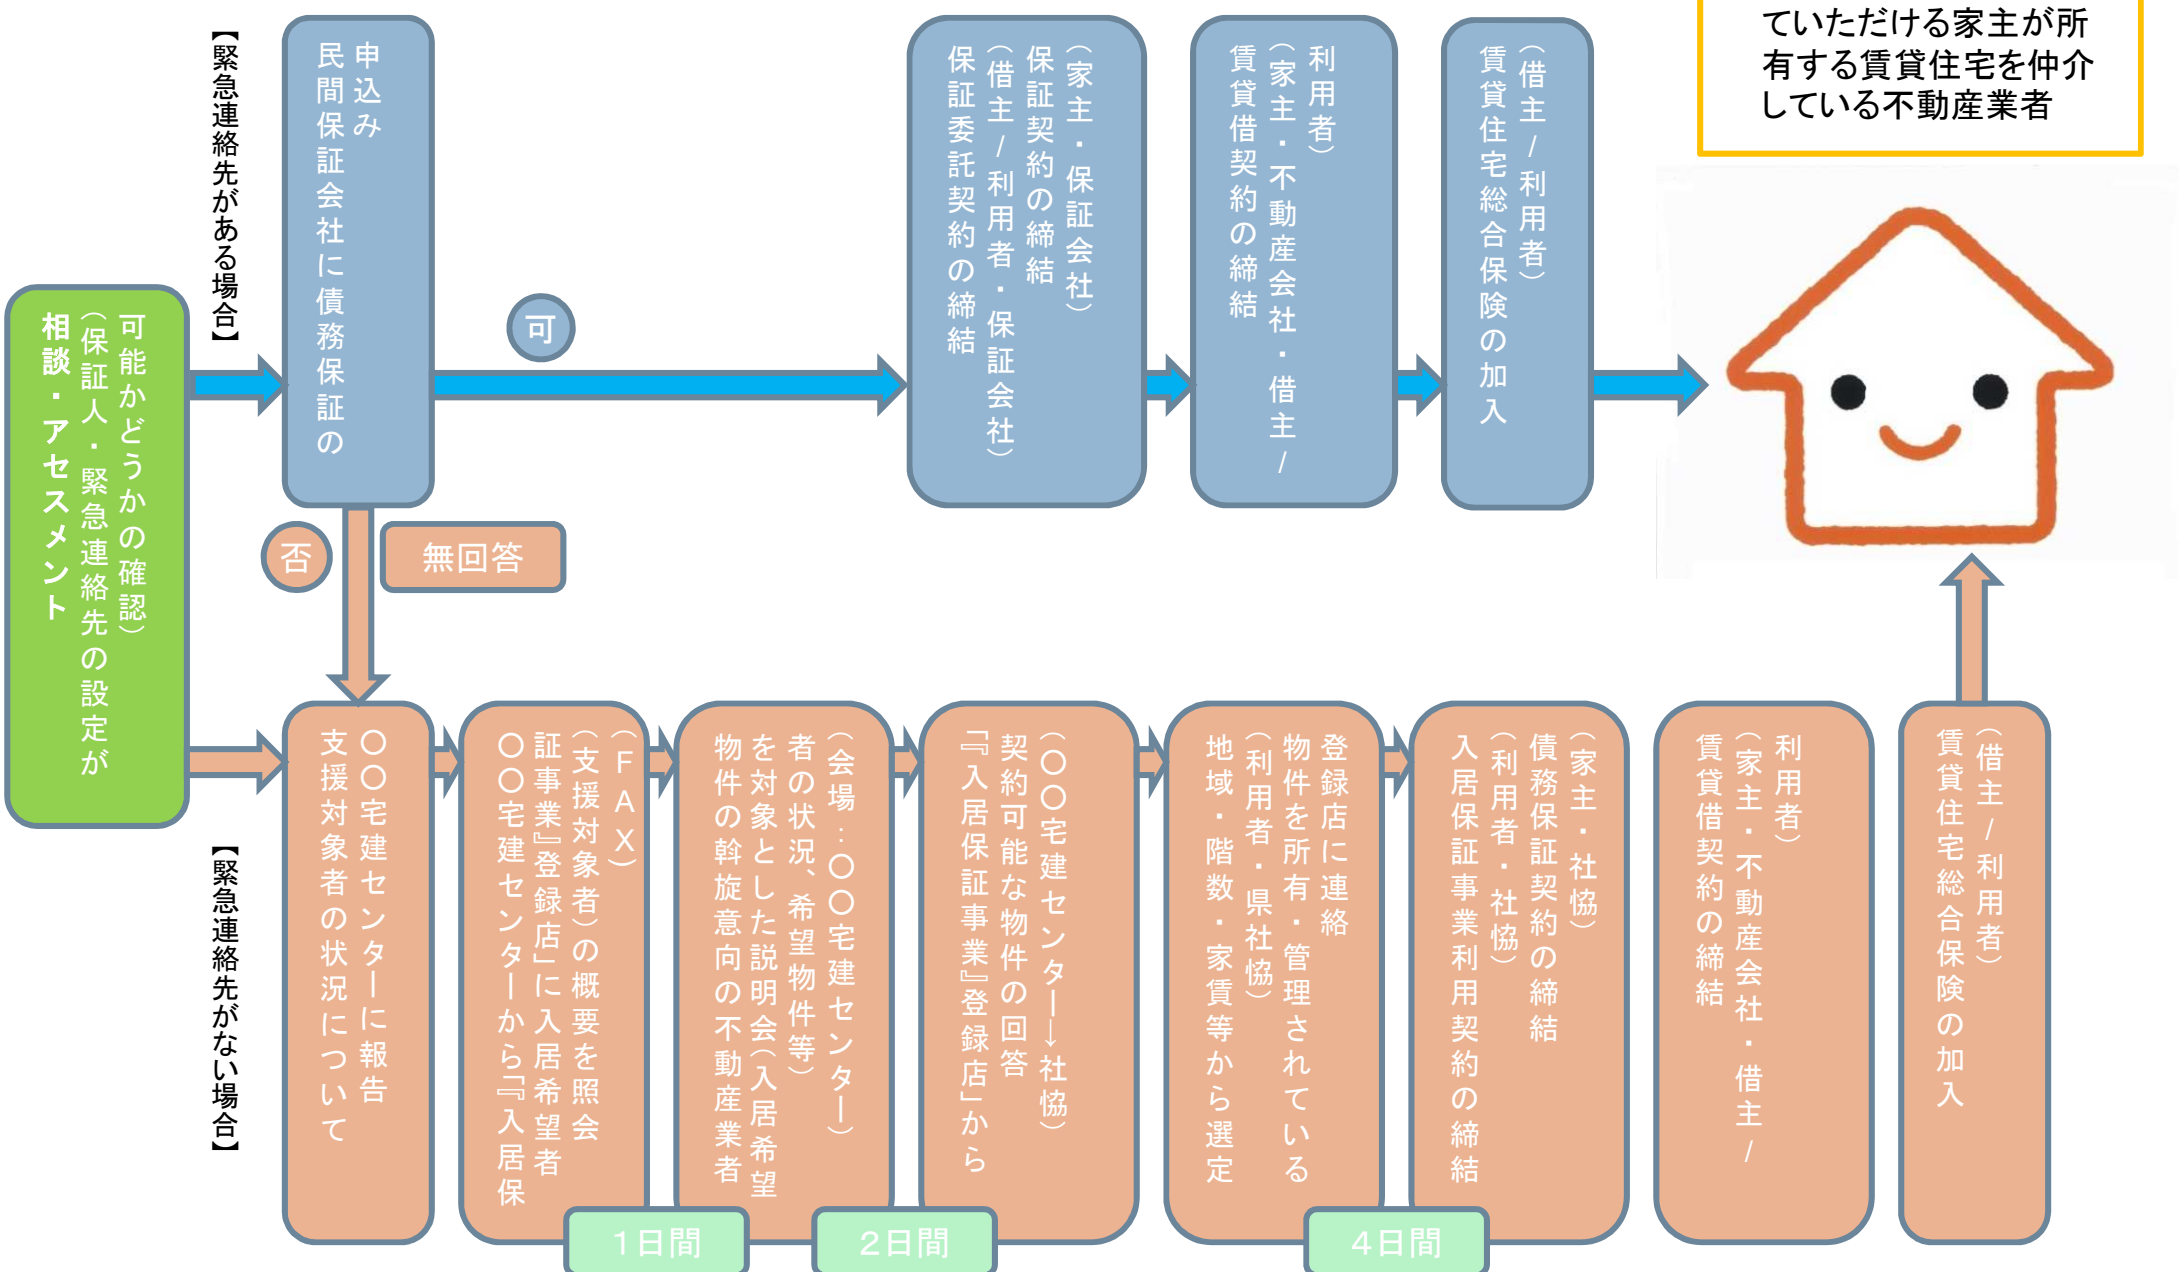 ていただける家主が所
有する賃貸住宅を仲介
している不動産業者
相談・アセスメント
（保証人・緊急連絡先の設定が
可能かどうかの確認）
【緊急連絡先がある場合】
民間保証会社に債務保証の
申込み
可
保証委託契約の締結
（借主/利用者・保証会社）
保証契約の締結
（家主・保証会社）
賃貸借契約の締結
（家主・不動産会社・借主/
利用者）
賃貸住宅総合保険の加入
（借主/利用者）
否
無回答
【緊急連絡先がない場合】
支援対象者の状況について
〇〇宅建センターに報告
〇〇宅建センターから「『入居保
証事業』登録店」に入居希望者
（支援対象者）の概要を照会
（ＦＡＸ）
物件の斡旋意向の不動産業者
を対象とした説明会（入居希望
者の状況、希望物件等）
（会場：〇〇宅建センター）
「『入居保証事業』登録店」から
契約可能な物件の回答
（〇〇宅建センター→社協）
地域・階数・家賃等から選定
（利用者・県社協）
物件を所有・管理されている
登録店に連絡
入居保証事業利用契約の締結
（利用者・社協）
債務保証契約の締結
（家主・社協）
賃貸借契約の締結
（家主・不動産会社・借主/
利用者）
賃貸住宅総合保険の加入
（借主/利用者）
１日間
２日間
４日間